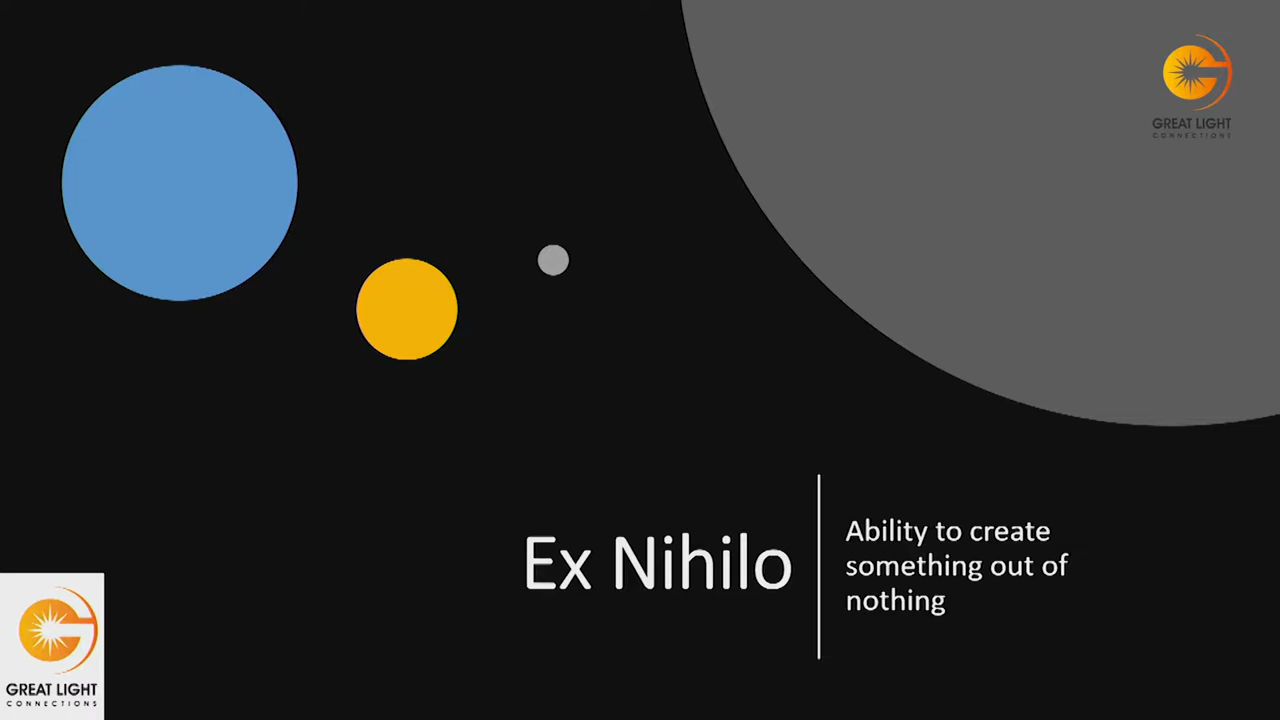 GREAT LIGHT
CONNECTIONS
Ex Nihilo
Ability to create
something out of
nothing
GREAT LIGHT
CONNECTIONS